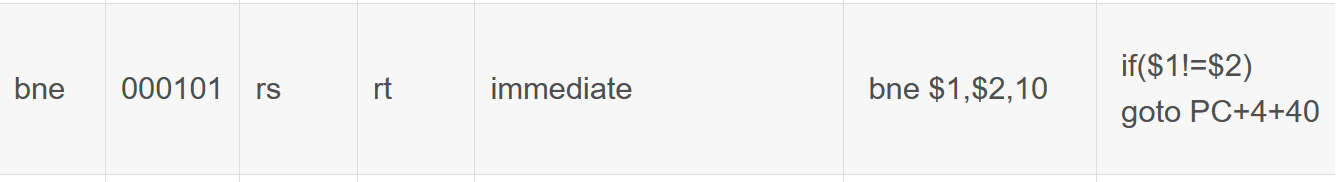 bne 000101 rs rt immediate bne $1,$2,10 if($1!=$2)
goto PC+4+40